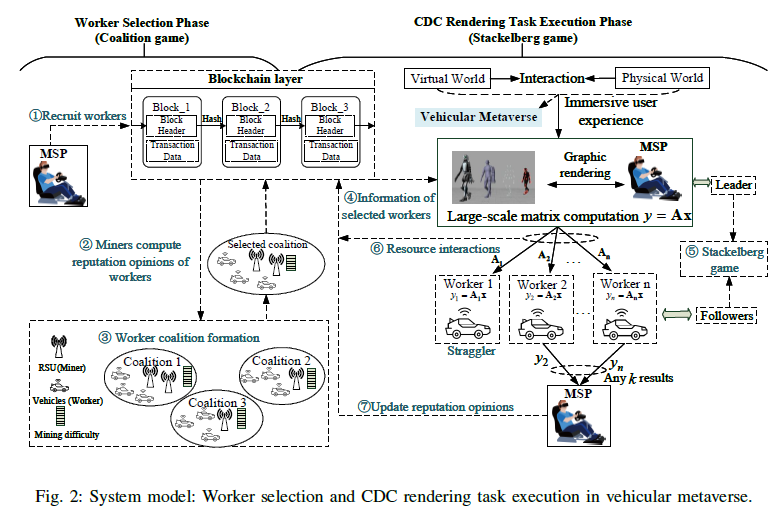 Worker Selection Phase
(Coalition game)
CDC Rendering Task Execution Phase
(Stackelberg game)
Blockchain layer
Block_1
Block
Header
Transaction
Data
Hash
Block_2
Block
Header
Transaction
Data
Hash
Block_3
Block
Header
Transaction
Data
①Recruit workers
MSP
Virtual World
Interaction
Physical World
Vehicular Metaverse
Immersive user
experience
Graphic
rendering
MSP
Large-scale matrix computation y = Ax
Leader
④Information of
selected workers
② Miners compute
reputation opinions of
workers
Selected coalition
⑥ Resource interactions
⑤ Stackelberg
game
A₁
A₂
...
Aₙ
Worker 1
y₁ = A₁x
Worker 2
y₂ = A₂x
...
Worker n
yₙ = Aₙx
Followers
Straggler
③ Worker coalition formation
RSU(Miner)
Vehicles (Worker)
Mining difficulty
Coalition 1
Coalition 2
Coalition 3
y₂
yₙ
Any k results
MSP
⑦Update reputation opinions
Fig. 2: System model: Worker selection and CDC rendering task execution in vehicular metaverse.